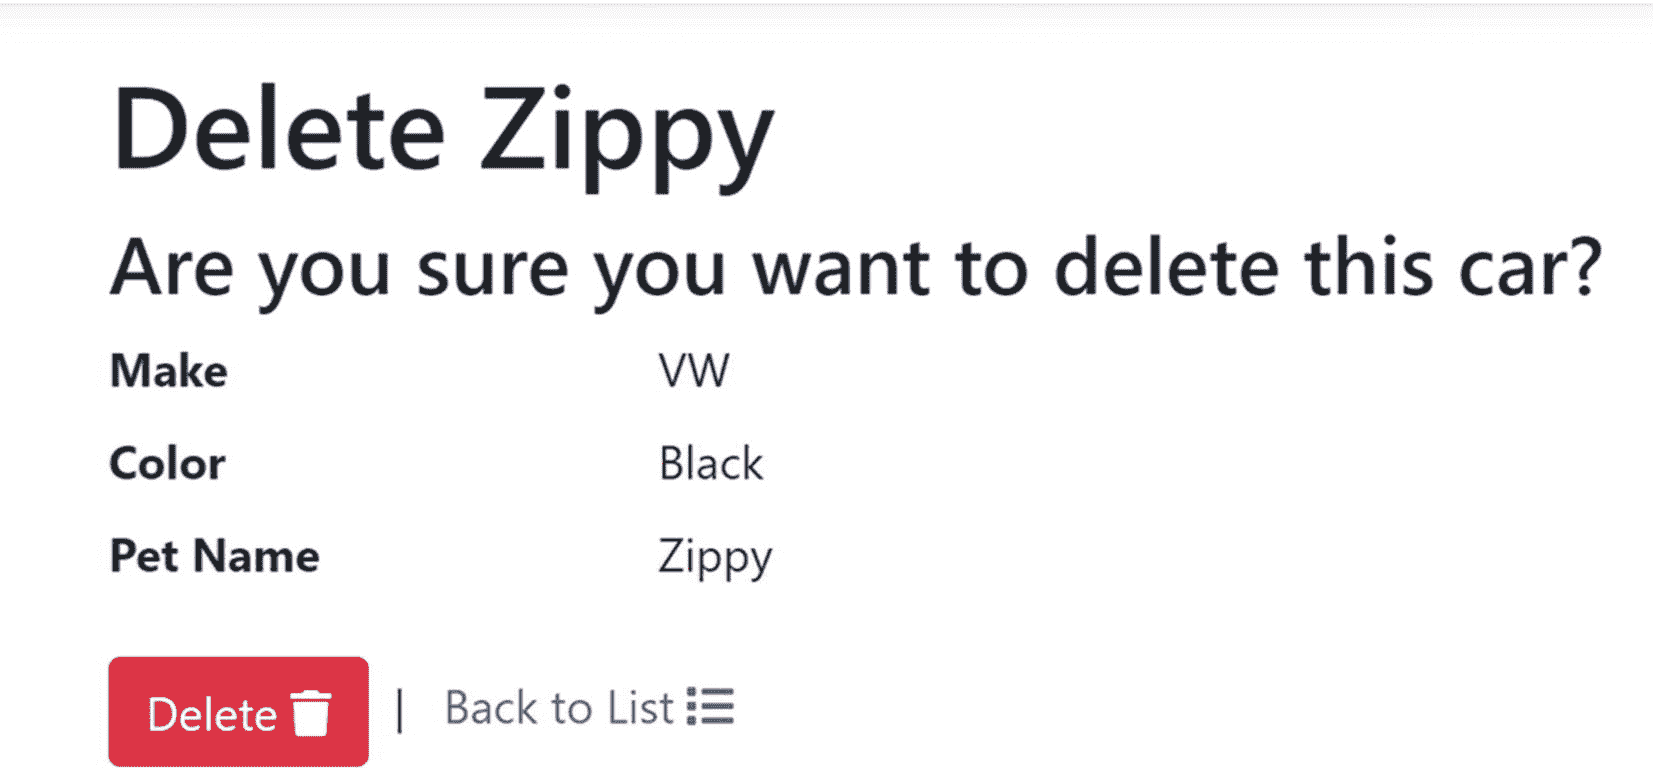 Delete Zippy
Are you sure you want to delete this car?
Make VW
Color Black
Pet Name Zippy
Delete | Back to List